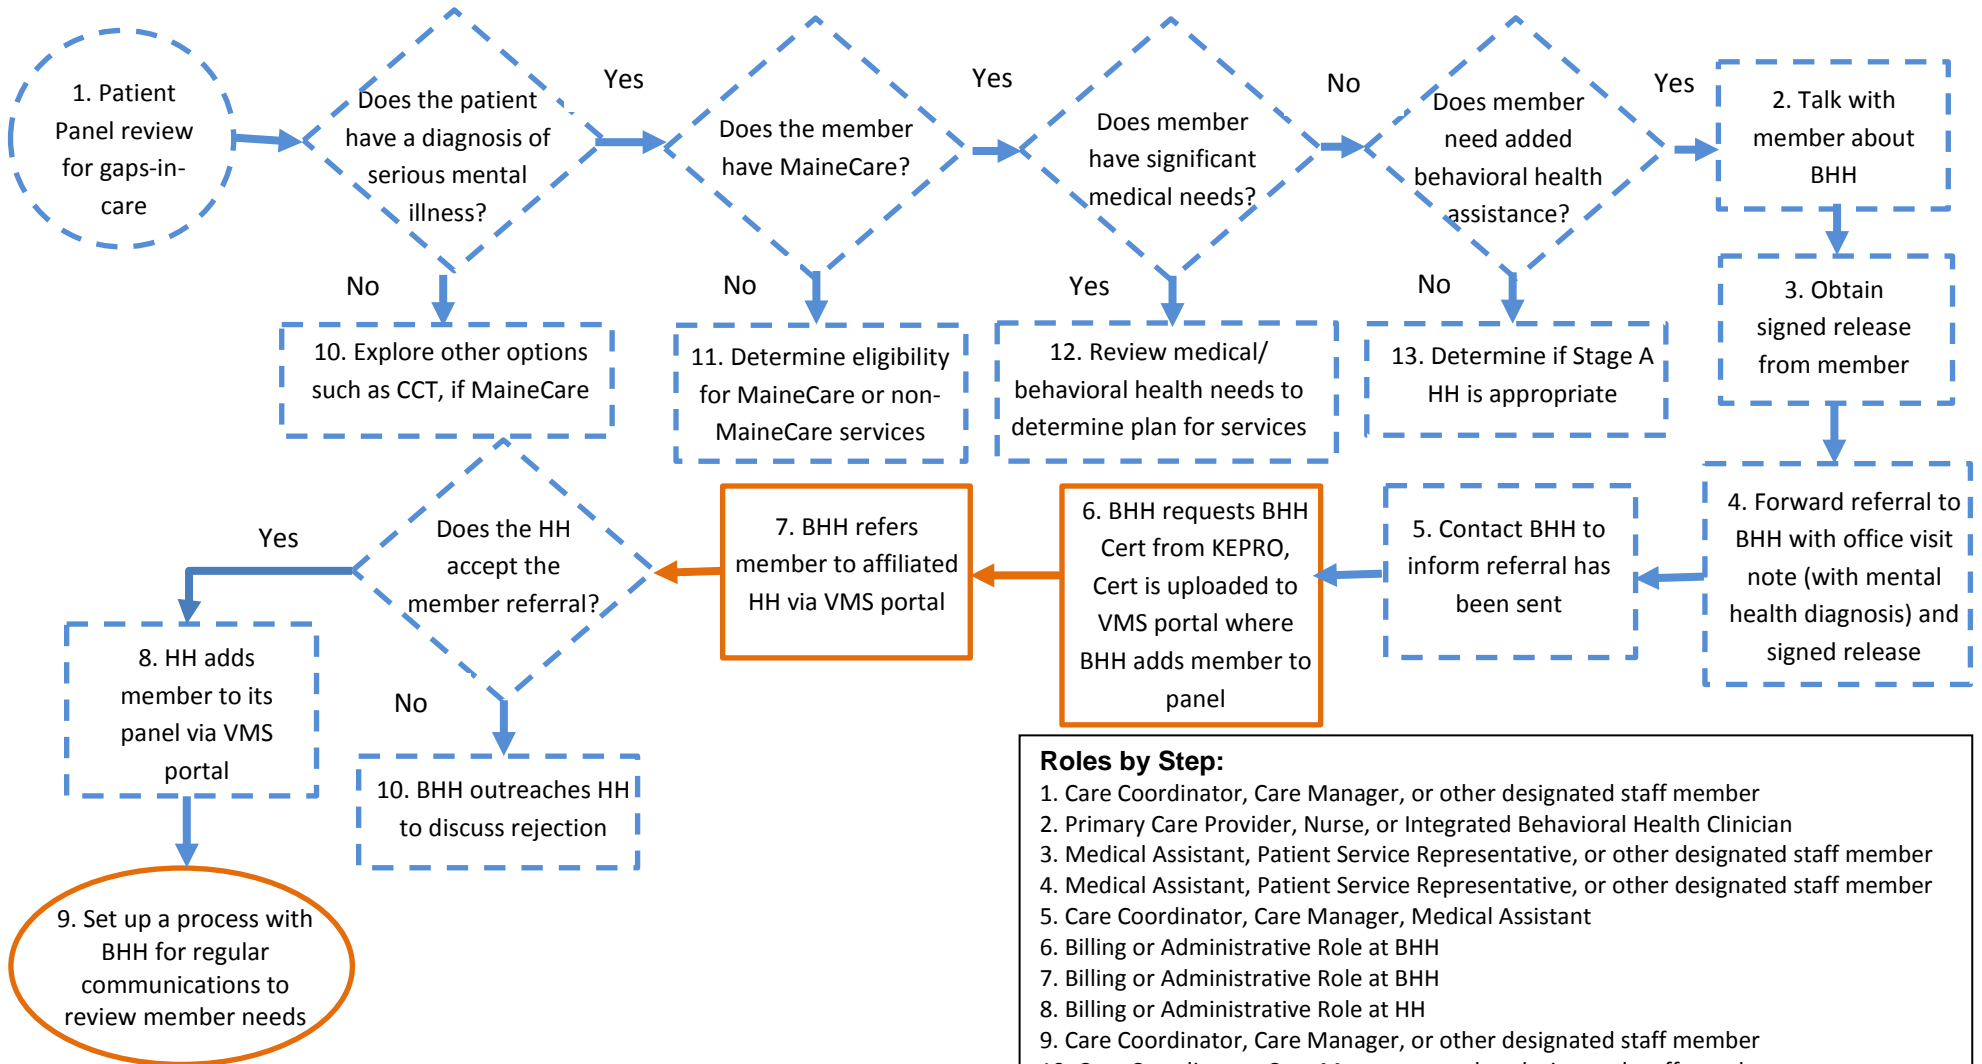 1. Patient
Panel review
for gaps-in-
care
Does the patient
have a diagnosis of
serious mental
illness?
Yes
No
Does the member
have MaineCare?
Yes
No
Does member
have significant
medical needs?
No
Yes
Does member
need added
behavioral health
assistance?
Yes
No
2. Talk with
member about
BHH
10. Explore other options
such as CCT, if MaineCare
11. Determine eligibility
for MaineCare or non-
MaineCare services
12. Review medical/
behavioral health needs to
determine plan for services
13. Determine if Stage A
HH is appropriate
3. Obtain
signed release
from member
4. Forward referral to
BHH with office visit
note (with mental
health diagnosis) and
signed release
5. Contact BHH to
inform referral has
been sent
6. BHH requests BHH
Cert from KEPRO,
Cert is uploaded to
VMS portal where
BHH adds member to
panel
7. BHH refers
member to affiliated
HH via VMS portal
Does the HH
accept the
member referral?
Yes
No
8. HH adds
member to its
panel via VMS
portal
10. BHH outreaches HH
to discuss rejection
9. Set up a process with
BHH for regular
communications to
review member needs
Roles by Step:
1. Care Coordinator, Care Manager, or other designated staff member
2. Primary Care Provider, Nurse, or Integrated Behavioral Health Clinician
3. Medical Assistant, Patient Service Representative, or other designated staff member
4. Medical Assistant, Patient Service Representative, or other designated staff member
5. Care Coordinator, Care Manager, Medical Assistant
6. Billing or Administrative Role at BHH
7. Billing or Administrative Role at BHH
8. Billing or Administrative Role at HH
9. Care Coordinator, Care Manager, or other designated staff member